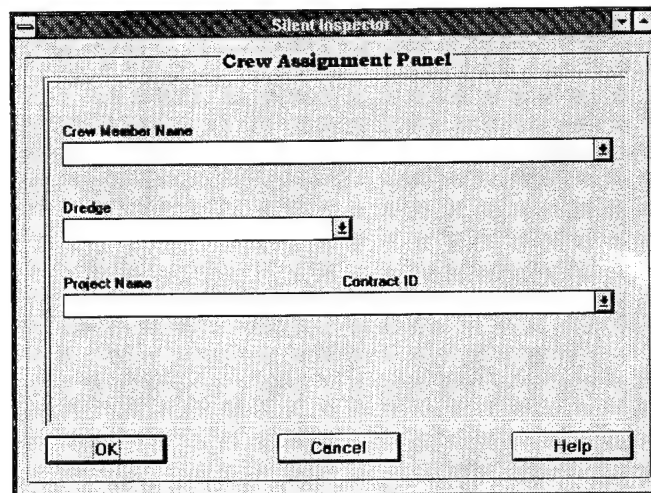 Silent Inspector
Crew Assignment Panel
Crew Member Name
Dredge
Project Name Contract ID
OK Cancel Help